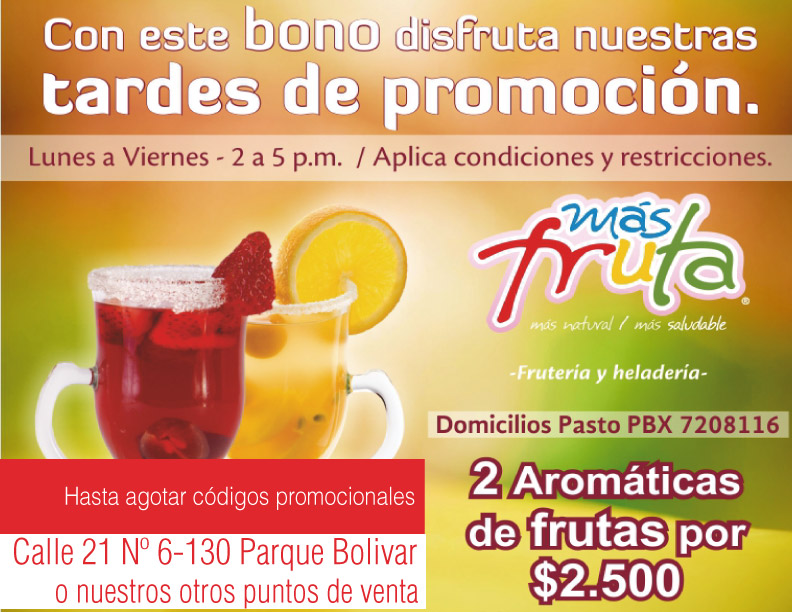 Con este bono disfruta nuestras
tardes de promoción.
Lunes a Viernes - 2 a 5 p.m. / Aplica condiciones y restricciones.
más
fruta
®
más natural / más saludable
-Frutería y heladería-
Domicilios Pasto PBX 7208116
2 Aromáticas
de frutas por
$2.500
Hasta agotar códigos promocionales
Calle 21 Nº 6-130 Parque Bolivar
o nuestros otros puntos de venta